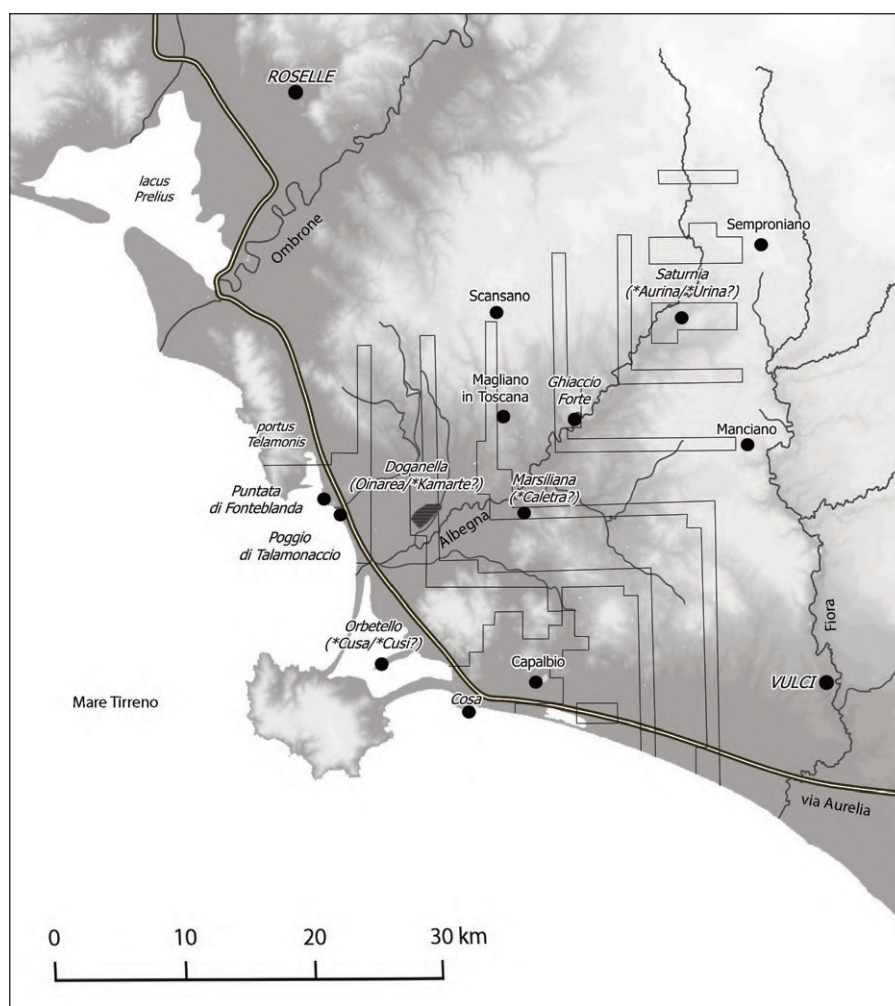 ROSELLE
lacus
Prelius
Ombrone
Semproniano
Saturnia
(*Aurina/*Urina?)
Scansano
Magliano
in Toscana
Ghiaccio
Forte
portus
Telamonis
Manciano
Doganella
(Oinarea/*Kamarte?)
Marsiliana
(*Caletra?)
Puntata
di Fonteblanda
Albegna
Poggio
di Talamonaccio
Fiora
Orbetello
(*Cusa/*Cusi?)
Capalbio
VULCI
Mare Tirreno
Cosa
via Aurelia
0 10 20 30 km